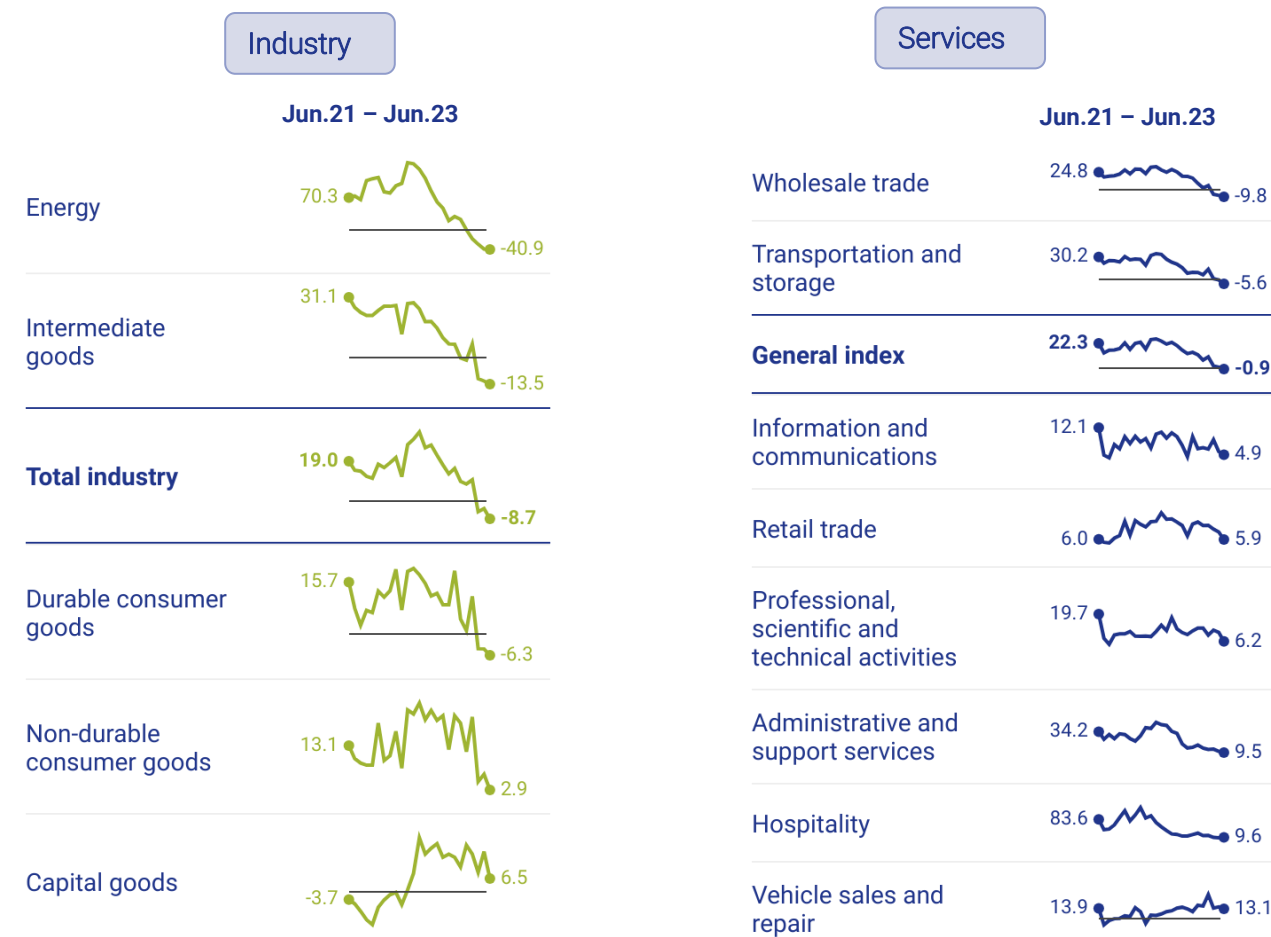 Industry
Jun.21 – Jun.23
Energy
70.3
-40.9
Intermediate
goods
31.1
-13.5
Total industry
19.0
-8.7
Durable consumer
goods
15.7
-6.3
Non-durable
consumer goods
13.1
2.9
Capital goods
-3.7
6.5
Services
Jun.21 – Jun.23
Wholesale trade
24.8
-9.8
Transportation and
storage
30.2
-5.6
General index
22.3
-0.9
Information and
communications
12.1
4.9
Retail trade
6.0
5.9
Professional,
scientific and
technical activities
19.7
6.2
Administrative and
support services
34.2
9.5
Hospitality
83.6
9.6
Vehicle sales and
repair
13.9
13.1